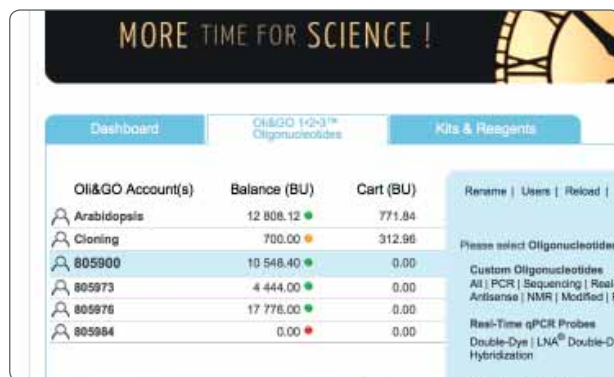 MORE TIME FOR SCIENCE !
Dashboard
Oli&GO 1•2•3™
Oligonucleotides
Kits & Reagents
Oli&GO Account(s) Balance (BU) Cart (BU)
Arabidopsis 12 808.12 771.84
Cloning 700.00 312.96
805900 10 548.40 0.00
805973 4 444.00 0.00
805976 17 776.00 0.00
805984 0.00 0.00
Rename | Users | Reload |
Please select Oligonucleotides
Custom Oligonucleotides
All | PCR | Sequencing | Real-
Antisense | NMR | Modified |
Real-Time qPCR Probes
Double-Dye | LNA® Double-D
Hybridization